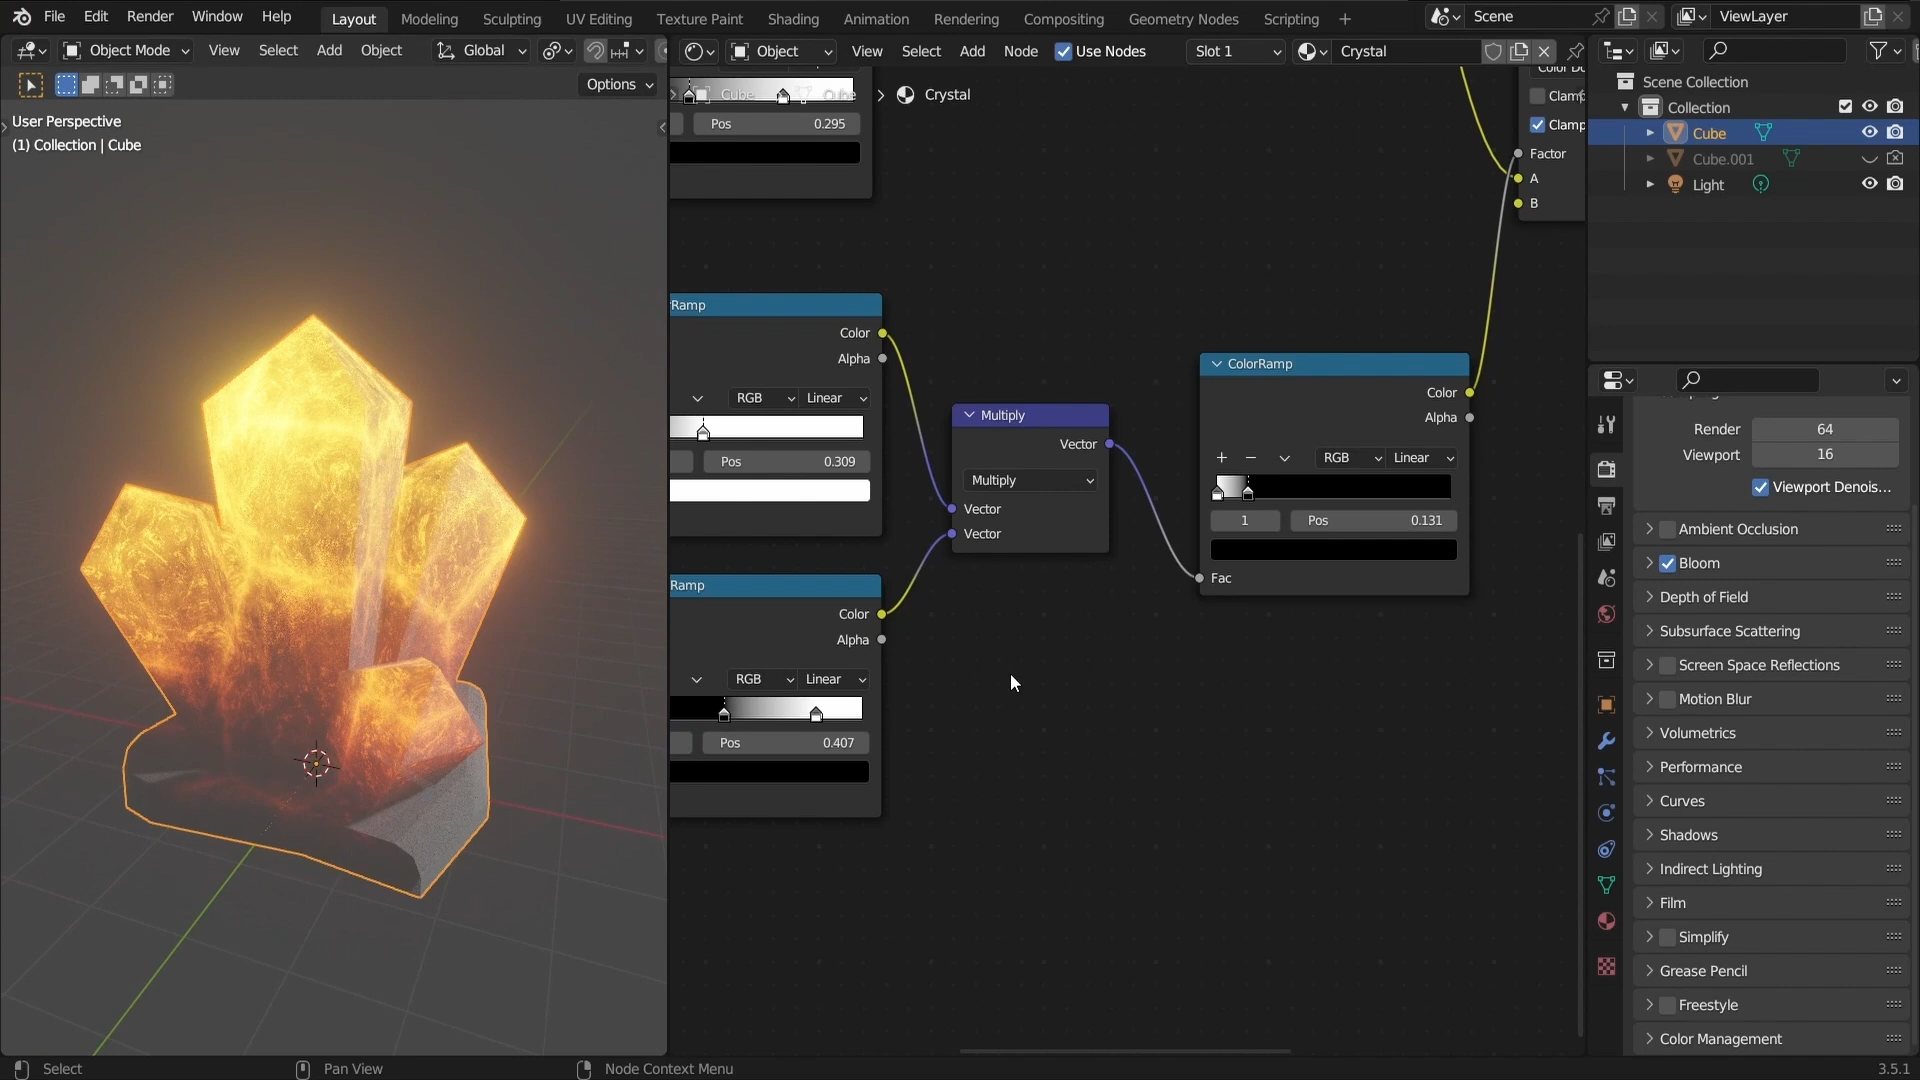 File Edit Render Window Help Layout Modeling Sculpting UV Editing Texture Paint Shading Animation Rendering Compositing Geometry Nodes Scripting + Scene ViewLayer
Object Mode View Select Add Object Global Object View Select Add Node Use Nodes Slot 1 Crystal
Options
User Perspective
(1) Collection | Cube
Cube Cube > Crystal
Pos 0.295
Ramp
Color
Alpha
RGB Linear
Pos 0.309
Ramp
Color
Alpha
RGB Linear
Pos 0.407
Multiply
Vector
Multiply
Vector
Vector
ColorRamp
Color
Alpha
+ − RGB Linear
1 Pos 0.131
Fac
Clamp
Clamp
Factor
A
B
Scene Collection
Collection
Cube
Cube.001
Light
Render 64
Viewport 16
Viewport Denois...
Ambient Occlusion
Bloom
Depth of Field
Subsurface Scattering
Screen Space Reflections
Motion Blur
Volumetrics
Performance
Curves
Shadows
Indirect Lighting
Film
Simplify
Grease Pencil
Freestyle
Color Management
Select Pan View Node Context Menu 3.5.1